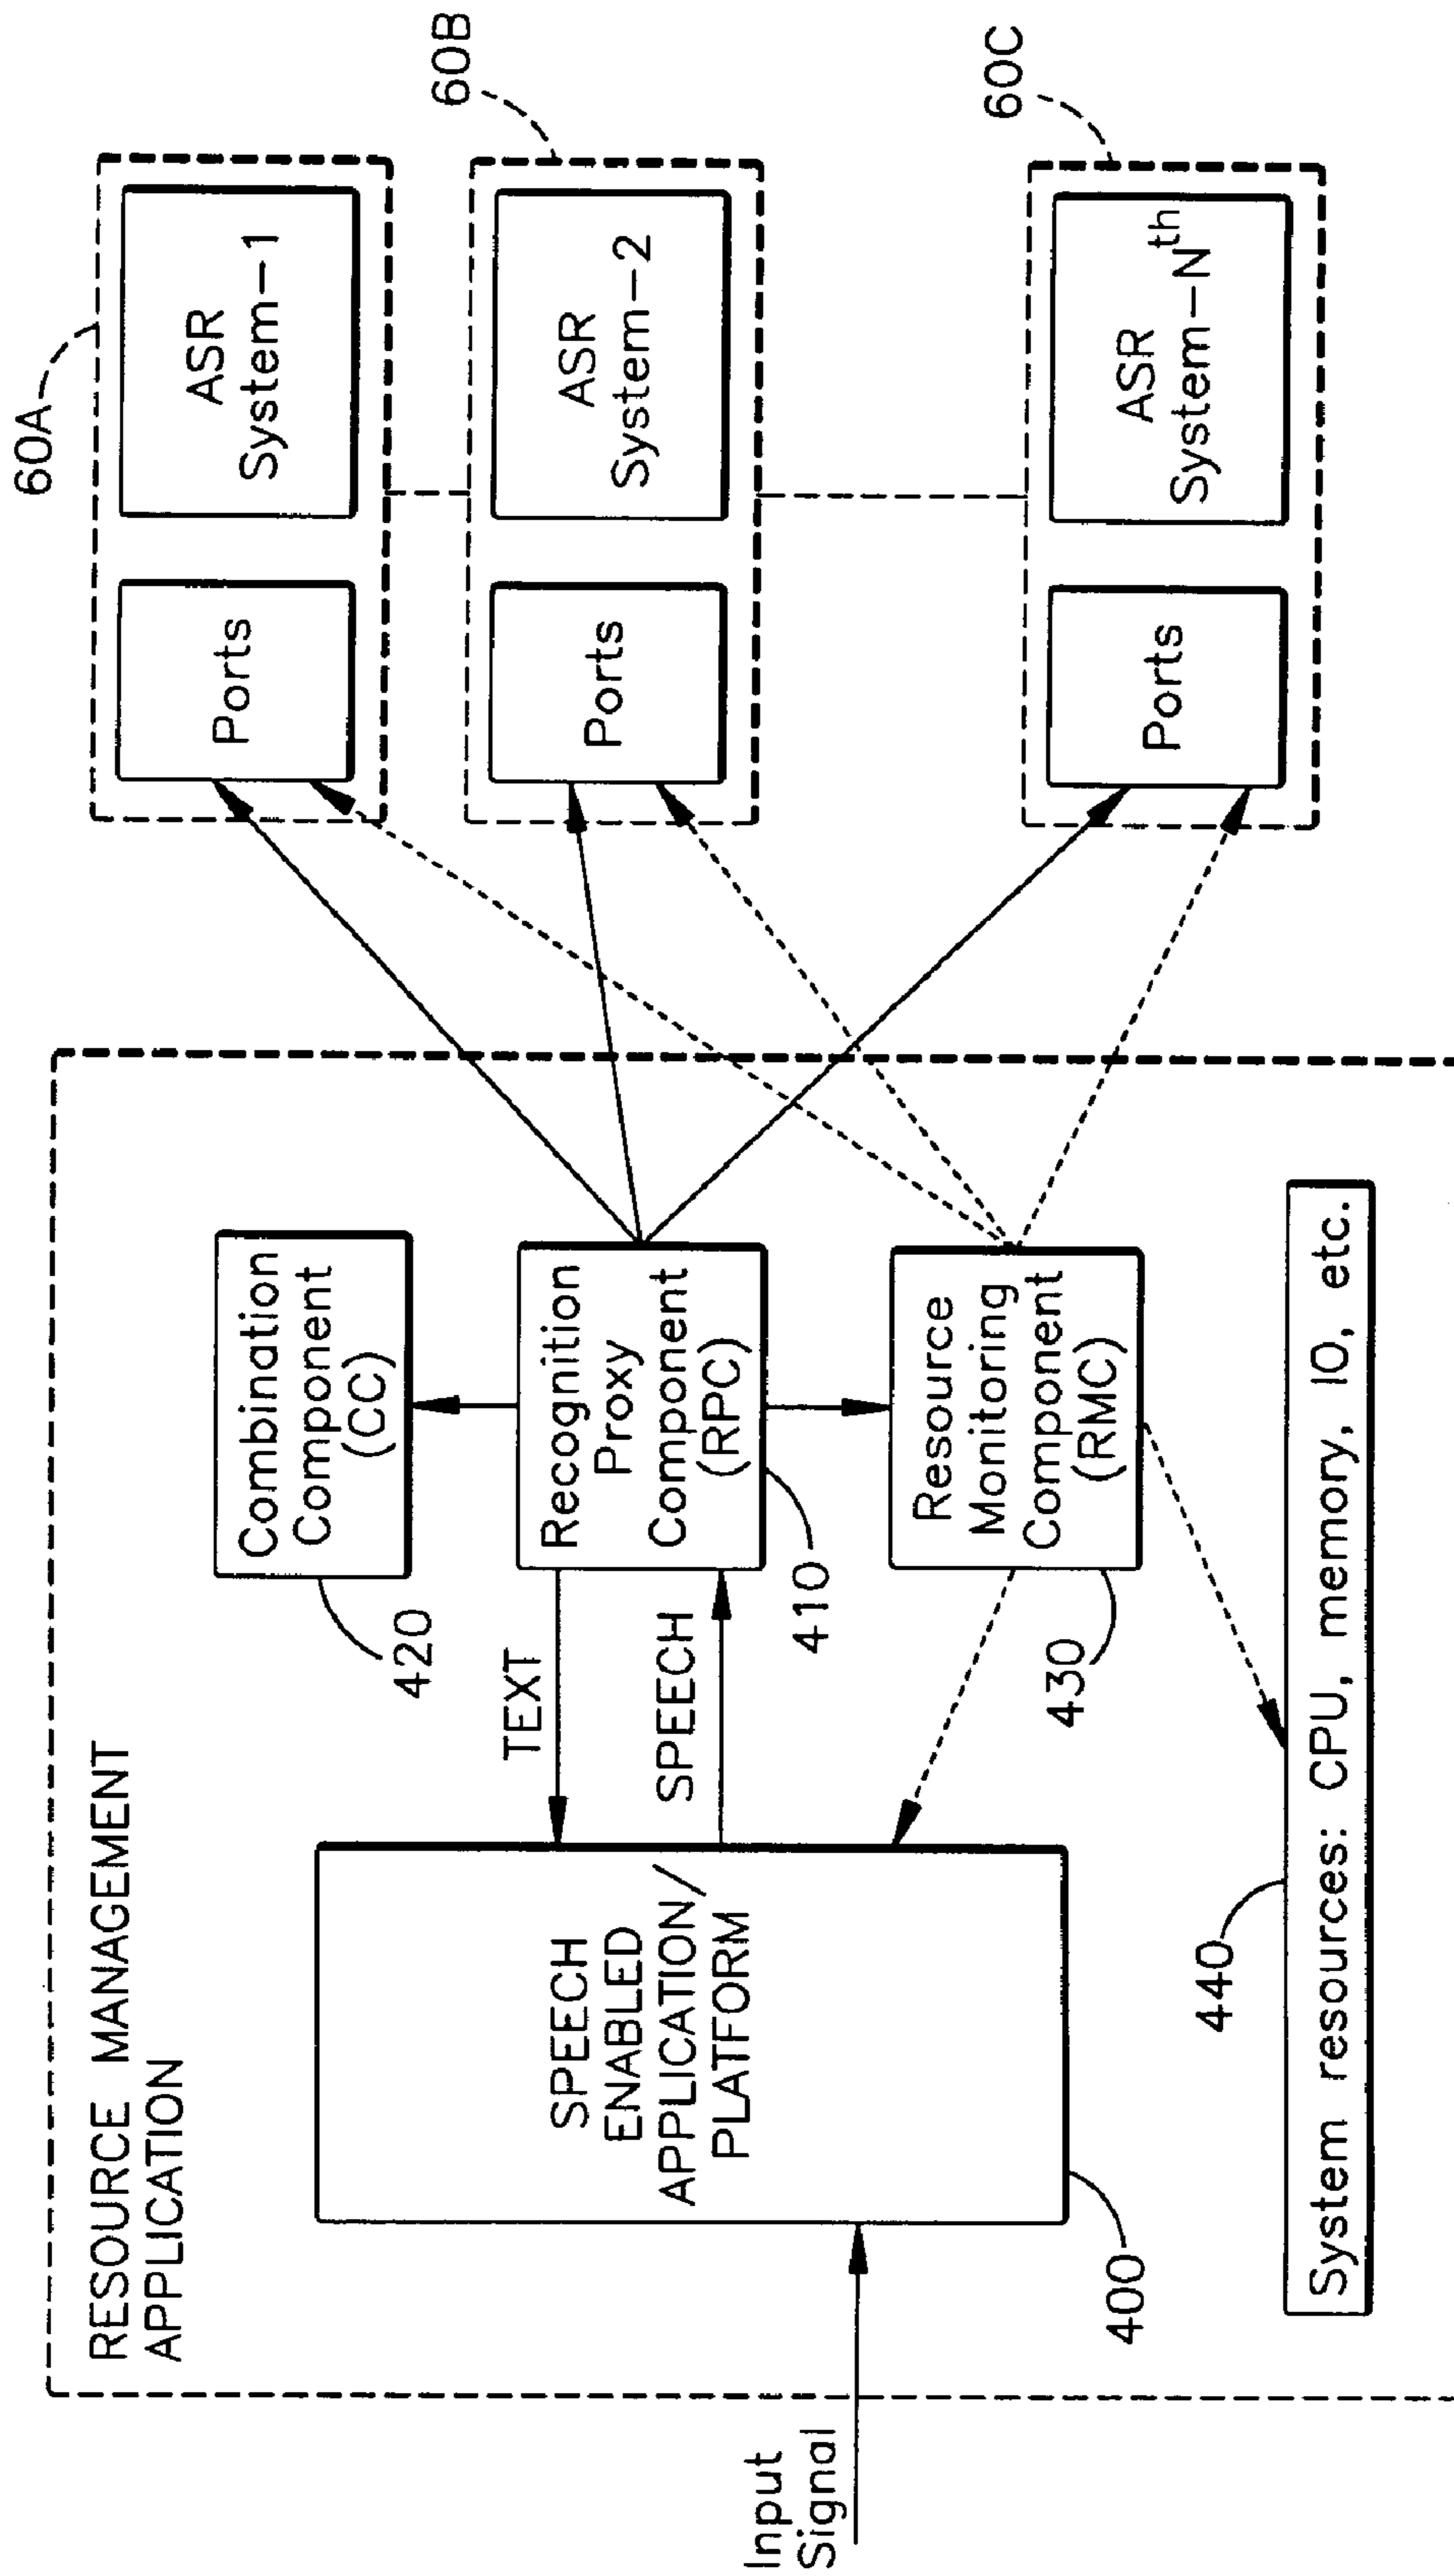 RESOURCE MANAGEMENT
APPLICATION
Input
Signal
SPEECH
ENABLED
APPLICATION/
PLATFORM
400
TEXT
SPEECH
Combination
Component
(CC)
420
Recognition
Proxy
Component
(RPC)
410
Resource
Monitoring
Component
(RMC)
430
440
System resources: CPU, memory, IO, etc.
60A
Ports
ASR
System-1
60B
Ports
ASR
System-2
60C
Ports
ASR
System-Nth